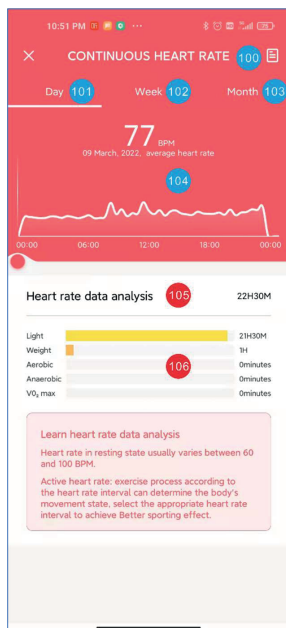 10:51 PM
CONTINUOUS HEART RATE 100
Day 101 Week 102 Month 103
77 BPM
09 March, 2022, average heart rate
104
00:00 06:00 12:00 18:00 00:00
Heart rate data analysis 105 22H30M
Light 21H30M
Weight 1H
Aerobic 106 0minutes
Anaerobic 0minutes
V0₂ max 0minutes
Learn heart rate data analysis
Heart rate in resting state usually varies between 60
and 100 BPM.
Active heart rate: exercise process according to
the heart rate interval can determine the body's
movement state, select the appropriate heart rate
interval to achieve Better sporting effect.